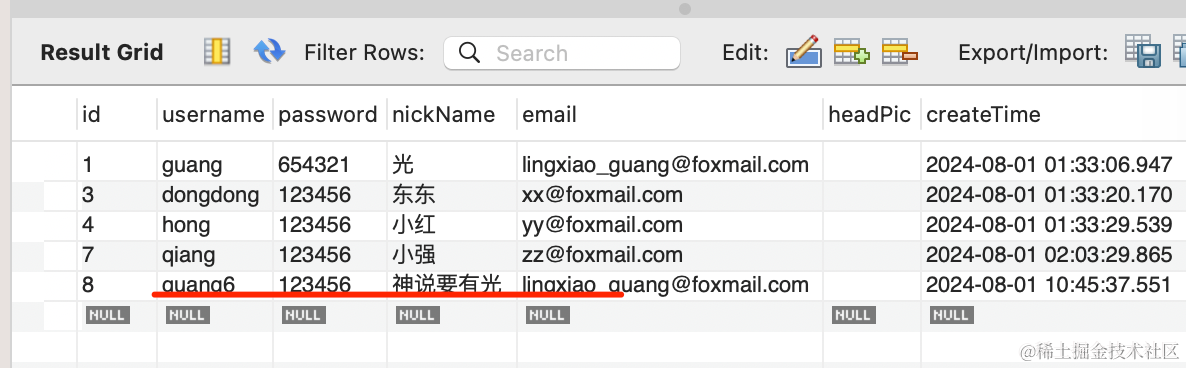 Result Grid Filter Rows: Search Edit: Export/Import:
id username password nickName email headPic createTime
1 guang 654321 光 lingxiao_guang@foxmail.com 2024-08-01 01:33:06.947
3 dongdong 123456 东东 xx@foxmail.com 2024-08-01 01:33:20.170
4 hong 123456 小红 yy@foxmail.com 2024-08-01 01:33:29.539
7 qiang 123456 小强 zz@foxmail.com 2024-08-01 02:03:29.865
8 guang6 123456 神说要有光 lingxiao_guang@foxmail.com 2024-08-01 10:45:37.551
NULL NULL NULL NULL NULL NULL NULL
@稀土掘金技术社区